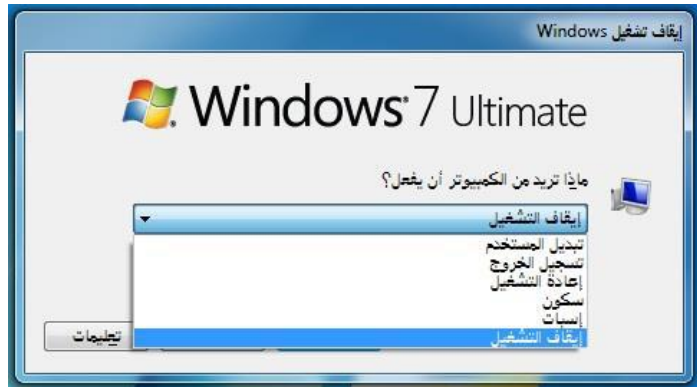 إيقاف تشغيل Windows
Windows 7 Ultimate
ماذا تريد من الكمبيوتر أن يفعل؟
إيقاف التشغيل
تبديل المستخدم
تسجيل الخروج
إعادة التشغيل
سكون
إسبات
إيقاف التشغيل
تعليمات